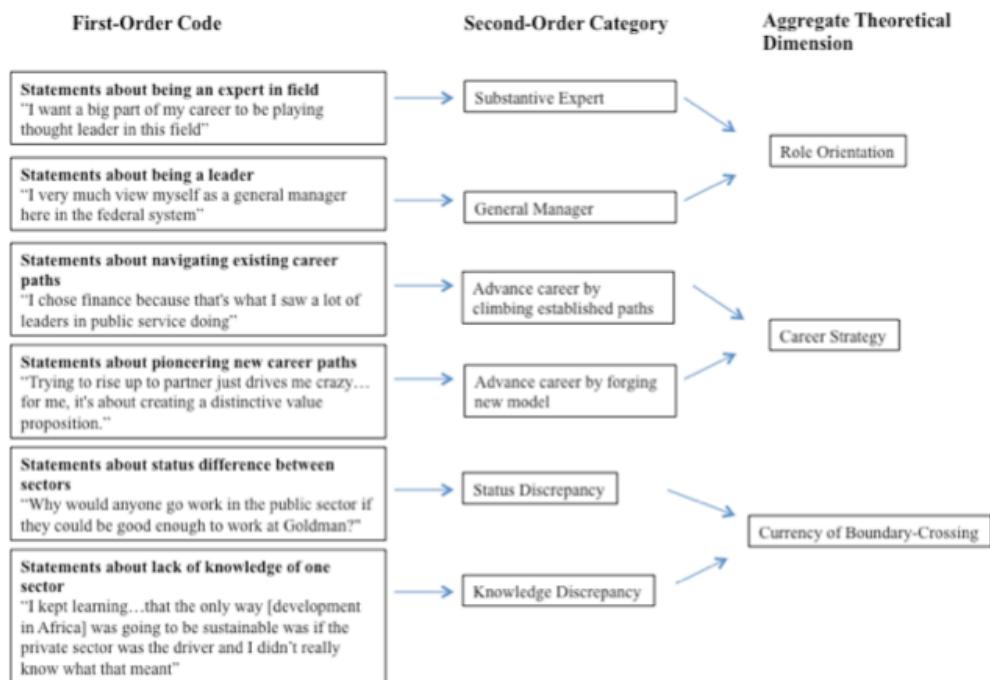 First-Order Code
Second-Order Category
Aggregate Theoretical
Dimension
Statements about being an expert in field
"I want a big part of my career to be playing
thought leader in this field"
Substantive Expert
Role Orientation
Statements about being a leader
"I very much view myself as a general manager
here in the federal system"
General Manager
Statements about navigating existing career
paths
"I chose finance because that's what I saw a lot of
leaders in public service doing"
Advance career by
climbing established paths
Career Strategy
Statements about pioneering new career paths
"Trying to rise up to partner just drives me crazy…
for me, it's about creating a distinctive value
proposition."
Advance career by forging
new model
Statements about status difference between
sectors
"Why would anyone go work in the public sector if
they could be good enough to work at Goldman?"
Status Discrepancy
Currency of Boundary-Crossing
Statements about lack of knowledge of one
sector
"I kept learning…that the only way [development
in Africa] was going to be sustainable was if the
private sector was the driver and I didn't really
know what that meant"
Knowledge Discrepancy